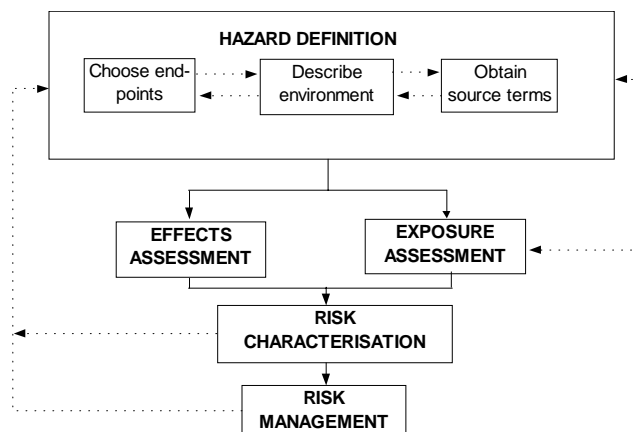 HAZARD DEFINITION
Choose end-
points
Describe
environment
Obtain
source terms
EFFECTS
ASSESSMENT
EXPOSURE
ASSESSMENT
RISK
CHARACTERISATION
RISK
MANAGEMENT